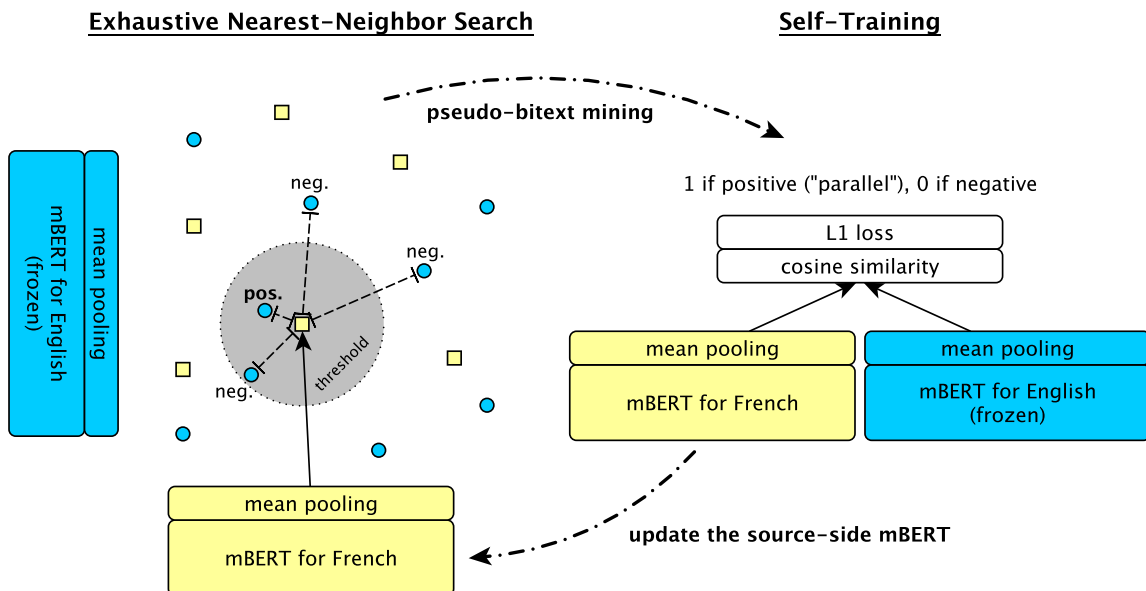 Exhaustive Nearest-Neighbor Search
Self-Training
pseudo-bitext mining
mBERT for English
(frozen)
mean pooling
neg.
neg.
pos.
neg.
threshold
mean pooling
mBERT for French
1 if positive ("parallel"), 0 if negative
L1 loss
cosine similarity
mean pooling
mBERT for French
mean pooling
mBERT for English
(frozen)
update the source-side mBERT